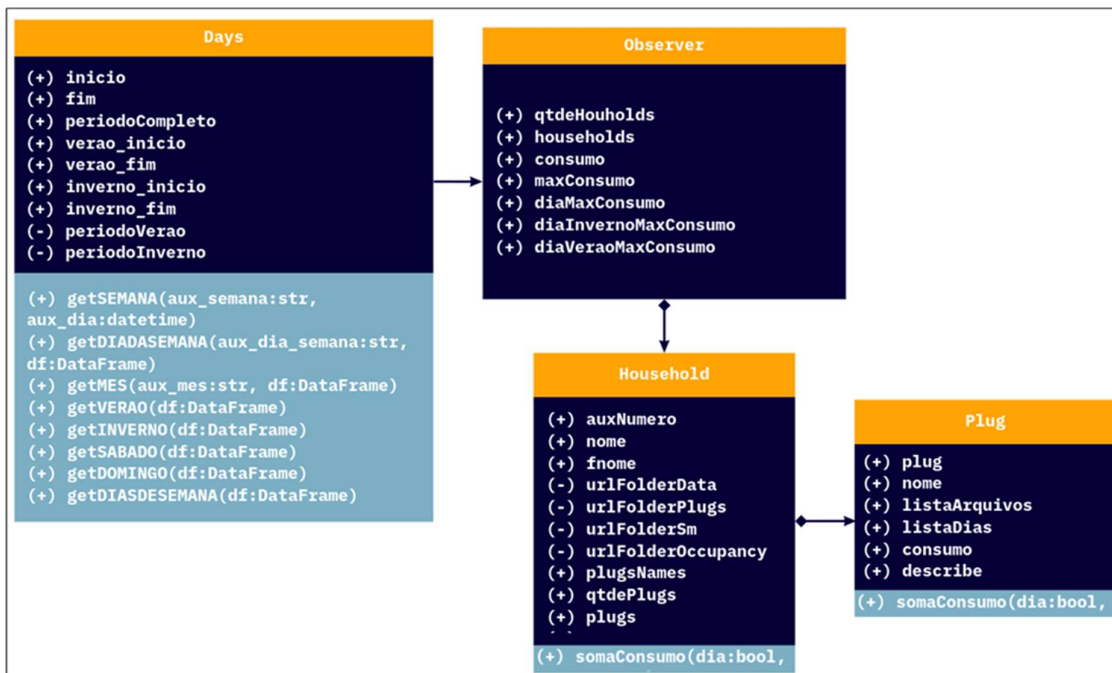 Days
(+) inicio
(+) fim
(+) periodoCompleto
(+) verao_inicio
(+) verao_fim
(+) inverno_inicio
(+) inverno_fim
(-) periodoVerao
(-) periodoInverno
(+) getSEMANA(aux_semana:str,
aux_dia:datetime)
(+) getDIADASEMANA(aux_dia_semana:str,
df:DataFrame)
(+) getMES(aux_mes:str, df:DataFrame)
(+) getVERAO(df:DataFrame)
(+) getINVERNO(df:DataFrame)
(+) getSABADO(df:DataFrame)
(+) getDOMINGO(df:DataFrame)
(+) getDIASDESEMANA(df:DataFrame)
Observer
(+) qtdeHouholds
(+) households
(+) consumo
(+) maxConsumo
(+) diaMaxConsumo
(+) diaInvernoMaxConsumo
(+) diaVeraoMaxConsumo
Household
(+) auxNumero
(+) nome
(+) fnome
(-) urlFolderData
(-) urlFolderPlugs
(-) urlFolderSm
(-) urlFolderOccupancy
(+) plugsNames
(+) qtdePlugs
(+) plugs
(+) somaConsumo(dia:bool,
Plug
(+) plug
(+) nome
(+) listaArquivos
(+) listaDias
(+) consumo
(+) describe
(+) somaConsumo(dia:bool,